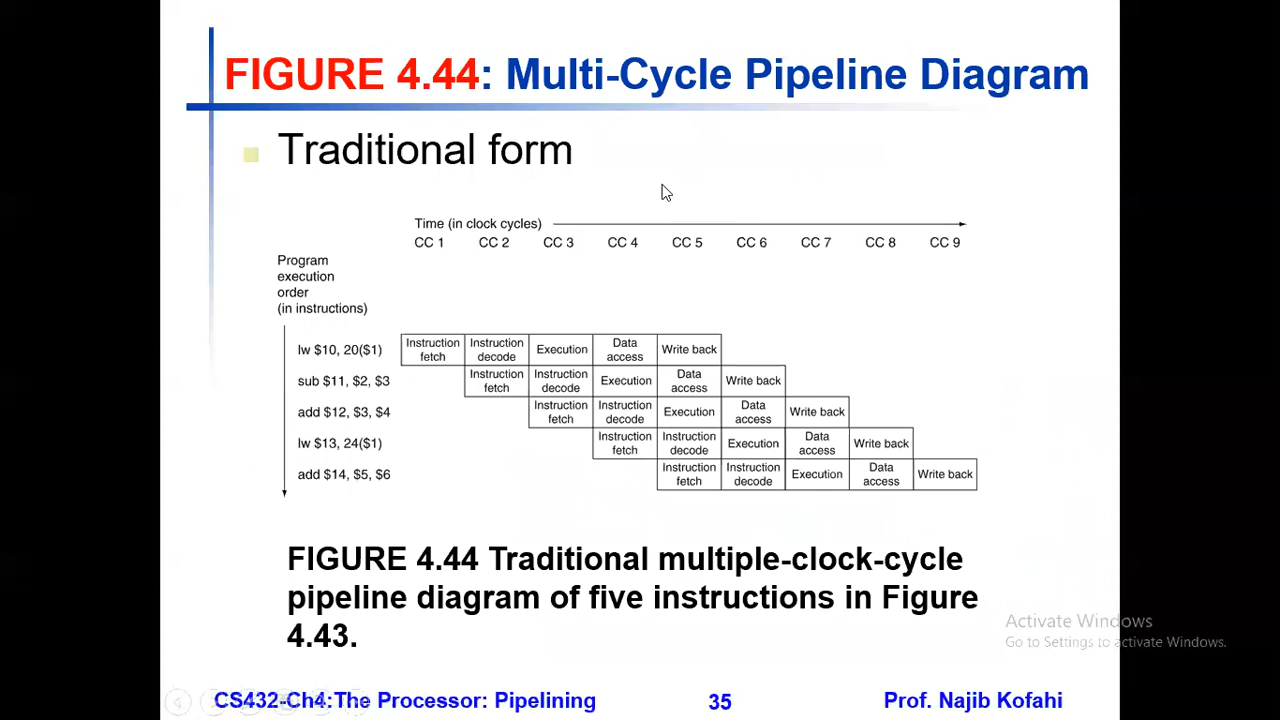 FIGURE 4.44: Multi-Cycle Pipeline Diagram
Traditional form
Time (in clock cycles)
CC 1 CC 2 CC 3 CC 4 CC 5 CC 6 CC 7 CC 8 CC 9
Program
execution
order
(in instructions)
lw $10, 20($1) Instruction fetch Instruction decode Execution Data access Write back
sub $11, $2, $3 Instruction fetch Instruction decode Execution Data access Write back
add $12, $3, $4 Instruction fetch Instruction decode Execution Data access Write back
lw $13, 24($1) Instruction fetch Instruction decode Execution Data access Write back
add $14, $5, $6 Instruction fetch Instruction decode Execution Data access Write back
FIGURE 4.44 Traditional multiple-clock-cycle
pipeline diagram of five instructions in Figure
4.43.
Activate Windows
Go to Settings to activate Windows.
CS432-Ch4:The Processor: Pipelining 35 Prof. Najib Kofahi